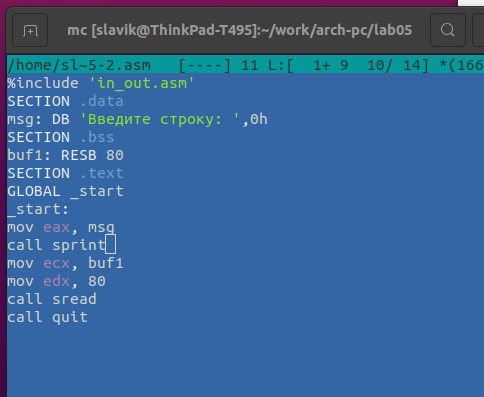 mc [slavik@ThinkPad-T495]:~/work/arch-pc/lab05
/home/sl~5-2.asm   [----] 11 L:[  1+ 9  10/ 14] *(166
%include 'in_out.asm'
SECTION .data
msg: DB 'Введите строку: ',0h
SECTION .bss
buf1: RESB 80
SECTION .text
GLOBAL _start
_start:
mov eax, msg
call sprint
mov ecx, buf1
mov edx, 80
call sread
call quit